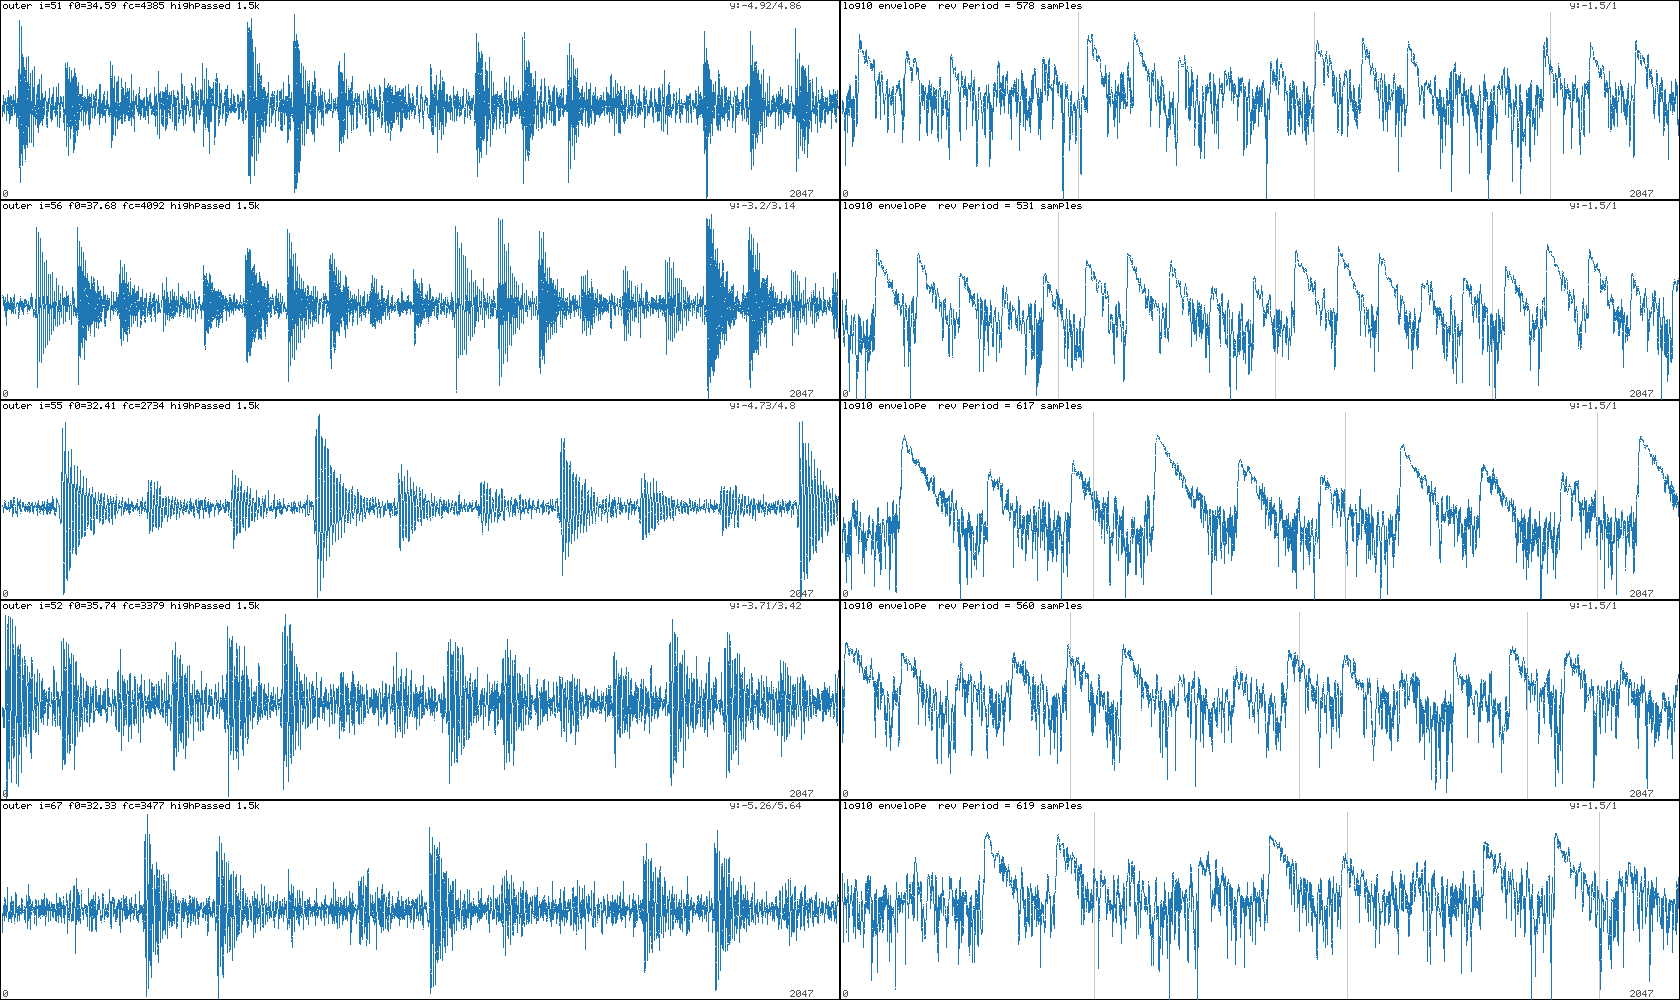 outer i=51 f0=34.59 fc=4385 highPassed 1.5k y:-4.92/4.86
0 2047
log10 envelope rev Period = 578 samples y:-1.5/1
0 2047
outer i=56 f0=37.68 fc=4092 highPassed 1.5k y:-3.2/3.14
0 2047
log10 envelope rev Period = 531 samples y:-1.5/1
0 2047
outer i=55 f0=32.41 fc=2734 highPassed 1.5k y:-4.73/4.8
0 2047
log10 envelope rev Period = 617 samples y:-1.5/1
0 2047
outer i=52 f0=35.74 fc=3379 highPassed 1.5k y:-3.71/3.42
0 2047
log10 envelope rev Period = 560 samples y:-1.5/1
0 2047
outer i=67 f0=32.33 fc=3477 highPassed 1.5k y:-5.26/5.64
0 2047
log10 envelope rev Period = 619 samples y:-1.5/1
0 2047